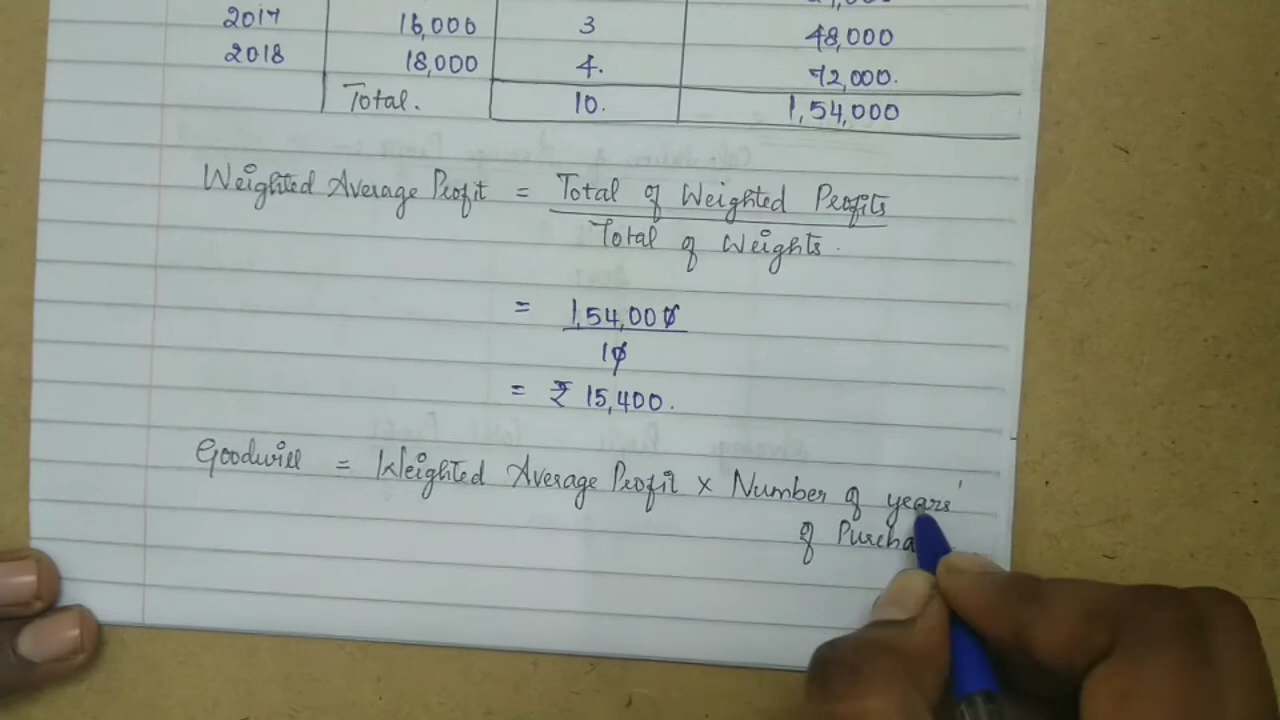 2017 16,000 3 48,000
2018 18,000 4. 72,000.
Total. 10. 1,54,000
Weighted Average Profit = Total of Weighted Profits
Total of Weights.
= 1,54,000
10
= ₹ 15,400.
Goodwill = Weighted Average Profit × Number of years'
of Purcha